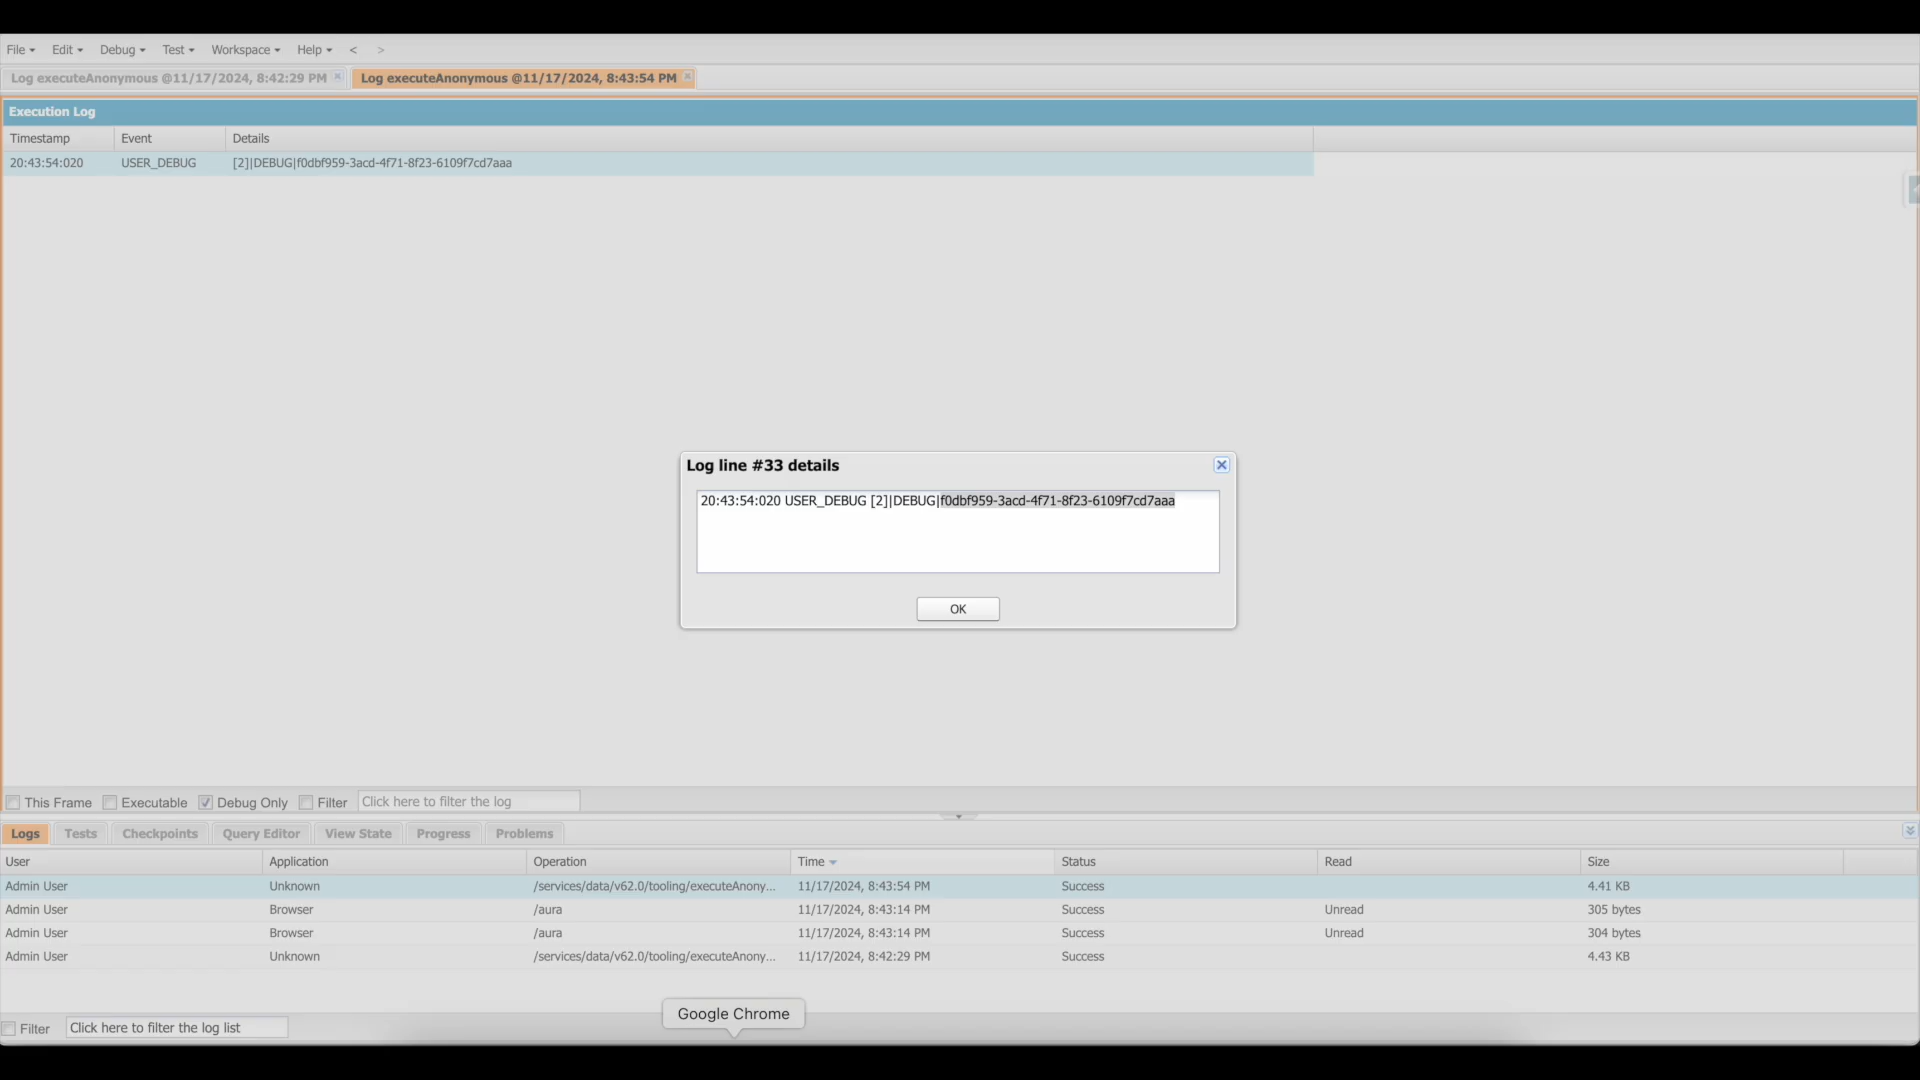 File Edit Debug Test Workspace Help < >
Log executeAnonymous @11/17/2024, 8:42:29 PM Log executeAnonymous @11/17/2024, 8:43:54 PM
Execution Log
Timestamp Event Details
20:43:54:020 USER_DEBUG [2]|DEBUG|f0dbf959-3acd-4f71-8f23-6109f7cd7aaa
Log line #33 details
20:43:54:020 USER_DEBUG [2]|DEBUG|f0dbf959-3acd-4f71-8f23-6109f7cd7aaa
OK
This Frame Executable Debug Only Filter Click here to filter the log
Logs Tests Checkpoints Query Editor View State Progress Problems
User Application Operation Time Status Read Size
Admin User Unknown /services/data/v62.0/tooling/executeAnony... 11/17/2024, 8:43:54 PM Success 4.41 KB
Admin User Browser /aura 11/17/2024, 8:43:14 PM Success Unread 305 bytes
Admin User Browser /aura 11/17/2024, 8:43:14 PM Success Unread 304 bytes
Admin User Unknown /services/data/v62.0/tooling/executeAnony... 11/17/2024, 8:42:29 PM Success 4.43 KB
Google Chrome
Filter Click here to filter the log list